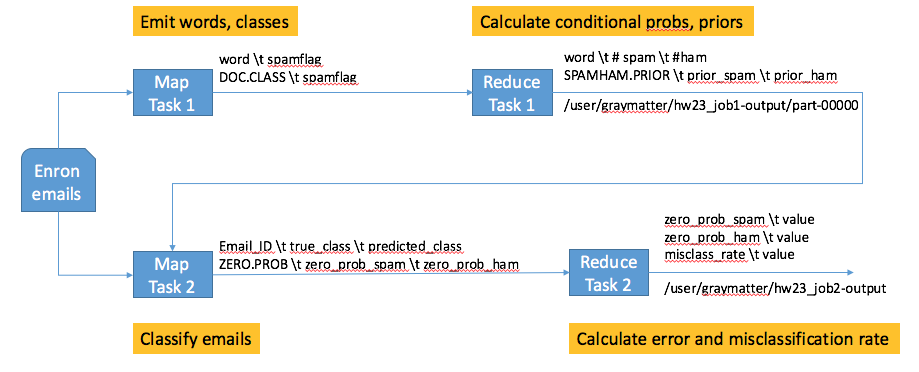 Emit words, classes
Calculate conditional probs, priors
word \t spamflag
DOC.CLASS \t spamflag
Map
Task 1
word \t # spam \t #ham
SPAMHAM.PRIOR \t prior_spam \t prior_ham
Reduce
Task 1
/user/graymatter/hw23_job1-output/part-00000
Enron
emails
Email_ID \t true_class \t predicted_class
ZERO.PROB \t zero_prob_spam \t zero_prob_ham
Map
Task 2
zero_prob_spam \t value
zero_prob_ham \t value
misclass_rate \t value
Reduce
Task 2
/user/graymatter/hw23_job2-output
Classify emails
Calculate error and misclassification rate